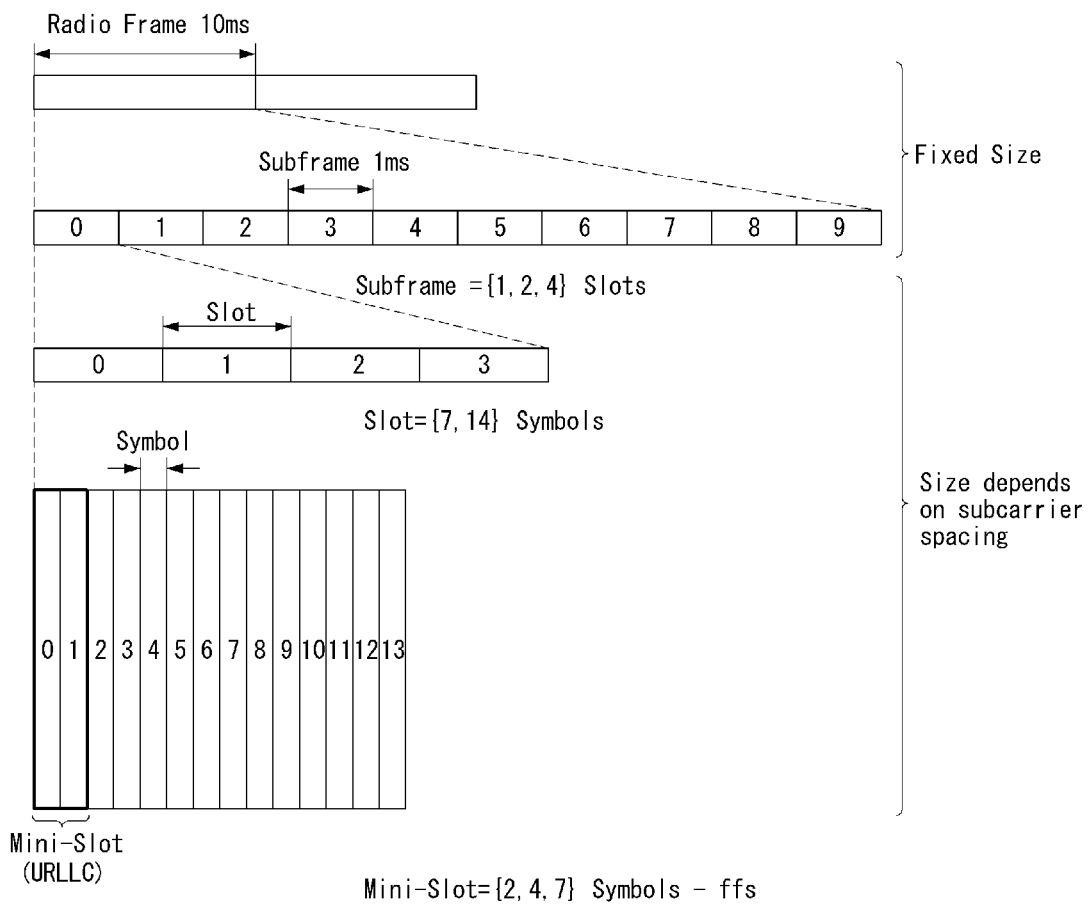 Radio Frame 10ms
Fixed Size
Subframe 1ms
0 1 2 3 4 5 6 7 8 9
Subframe ={1, 2, 4} Slots
Slot
0 1 2 3
Slot={7, 14} Symbols
Symbol
Size depends
on subcarrier
spacing
0 1 2 3 4 5 6 7 8 9 10 11 12 13
Mini-Slot
(URLLC)
Mini-Slot={2, 4, 7} Symbols - ffs